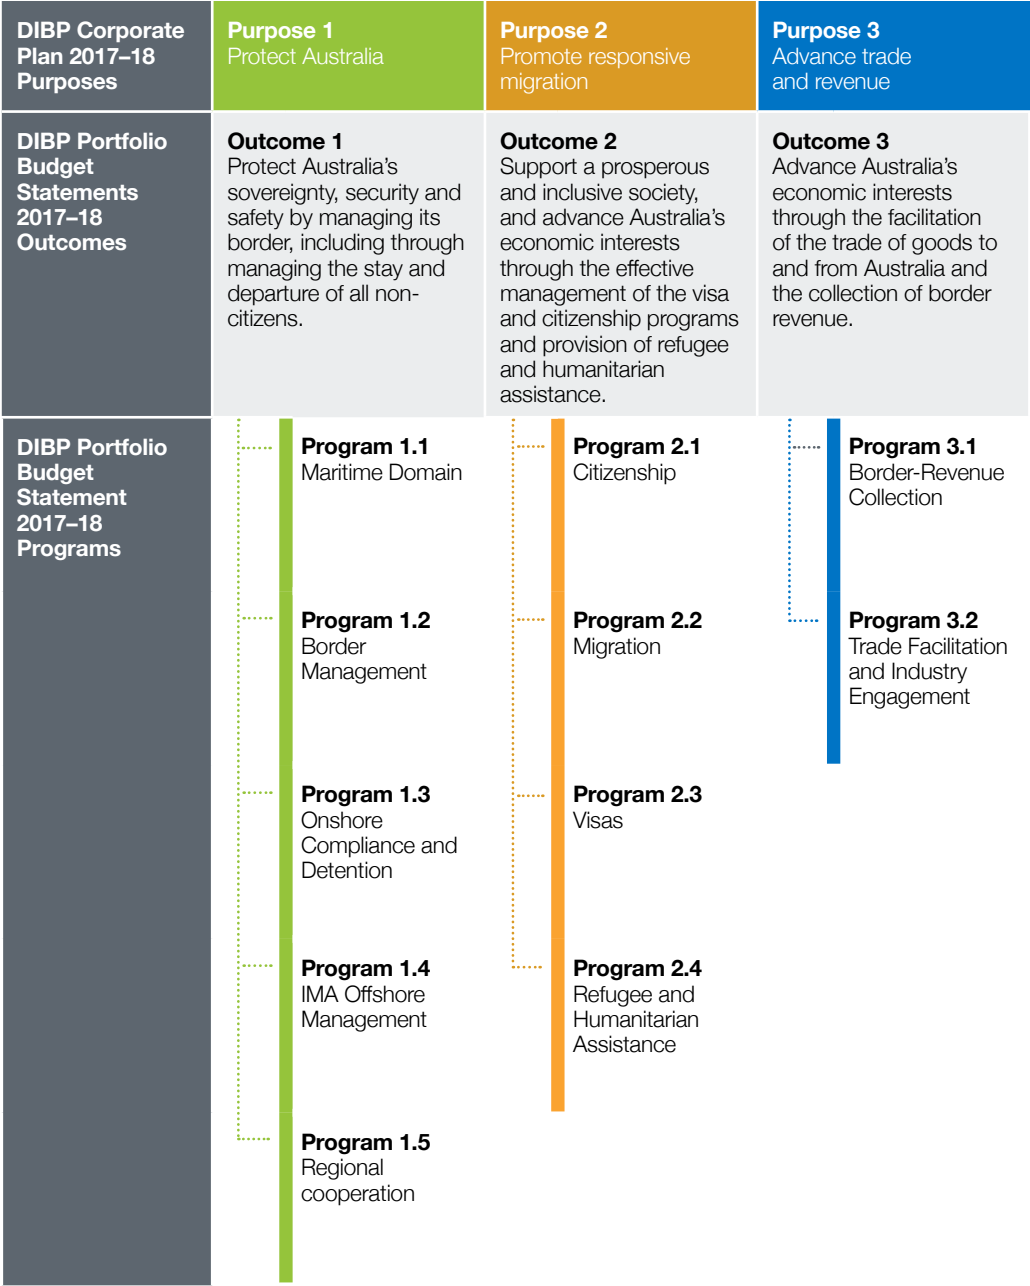 DIBP Corporate
Plan 2017–18
Purposes
Purpose 1
Protect Australia
Purpose 2
Promote responsive
migration
Purpose 3
Advance trade
and revenue
DIBP Portfolio
Budget
Statements
2017–18
Outcomes
Outcome 1
Protect Australia’s
sovereignty, security and
safety by managing its
border, including through
managing the stay and
departure of all non-
citizens.
Outcome 2
Support a prosperous
and inclusive society,
and advance Australia’s
economic interests
through the effective
management of the visa
and citizenship programs
and provision of refugee
and humanitarian
assistance.
Outcome 3
Advance Australia’s
economic interests
through the facilitation
of the trade of goods to
and from Australia and
the collection of border
revenue.
DIBP Portfolio
Budget
Statement
2017–18
Programs
Program 1.1
Maritime Domain
Program 1.2
Border
Management
Program 1.3
Onshore
Compliance and
Detention
Program 1.4
IMA Offshore
Management
Program 1.5
Regional
cooperation
Program 2.1
Citizenship
Program 2.2
Migration
Program 2.3
Visas
Program 2.4
Refugee and
Humanitarian
Assistance
Program 3.1
Border-Revenue
Collection
Program 3.2
Trade Facilitation
and Industry
Engagement